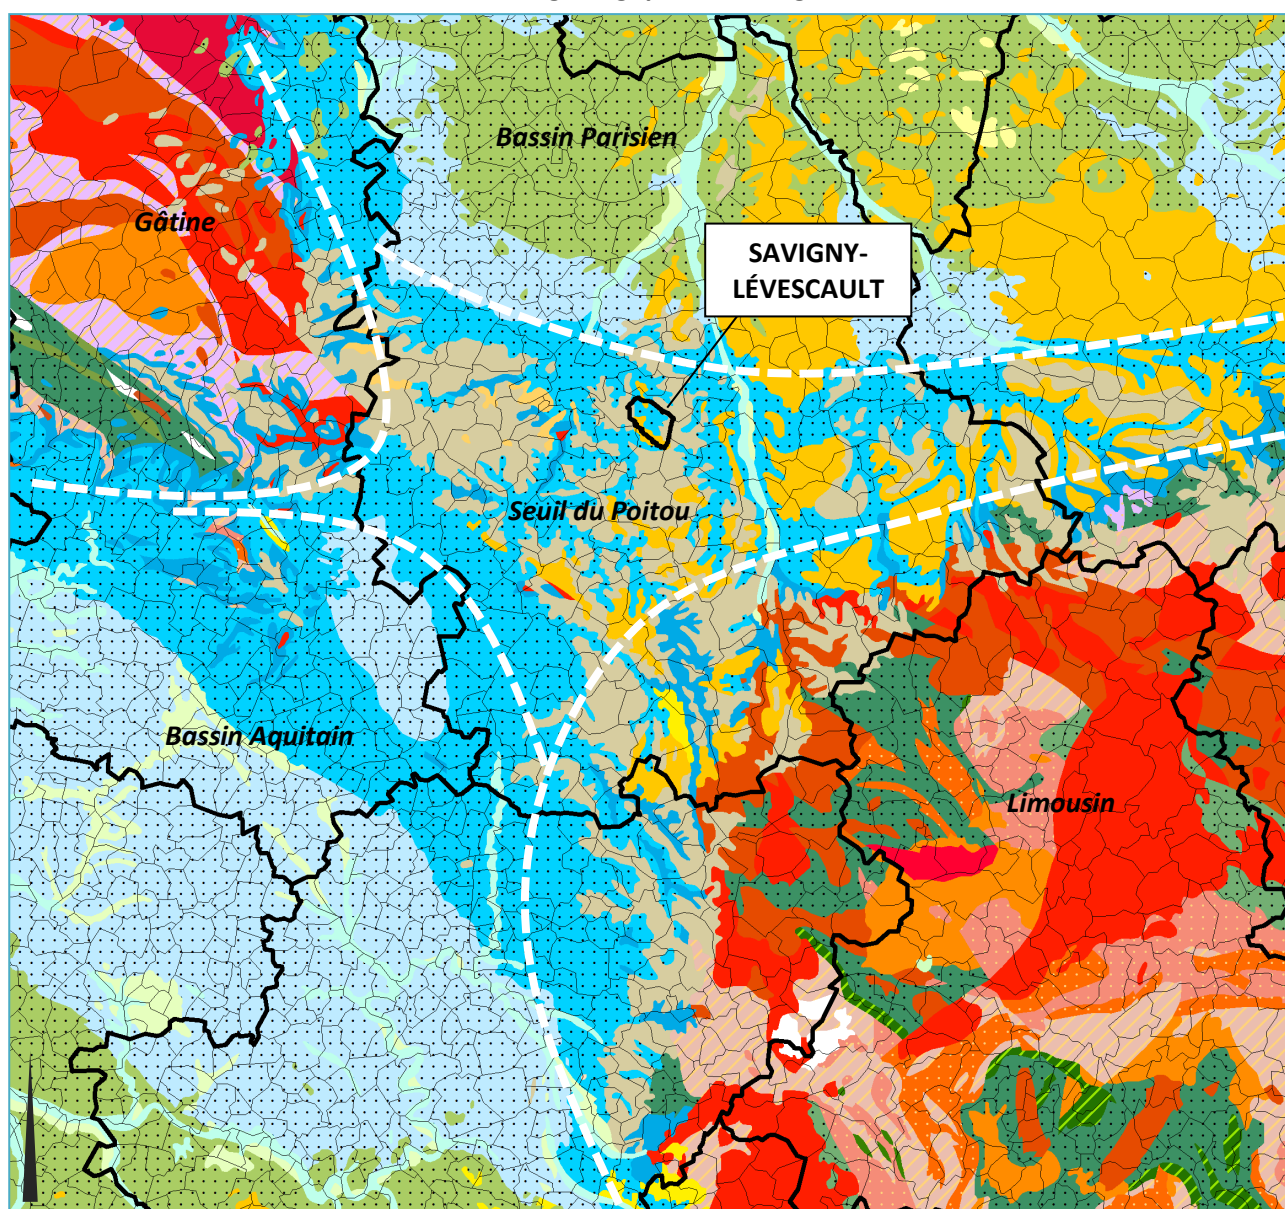 Bassin Parisien
Gâtine
SAVIGNY-
LÉVESCAULT
Seuil du Poitou
Bassin Aquitain
Limousin